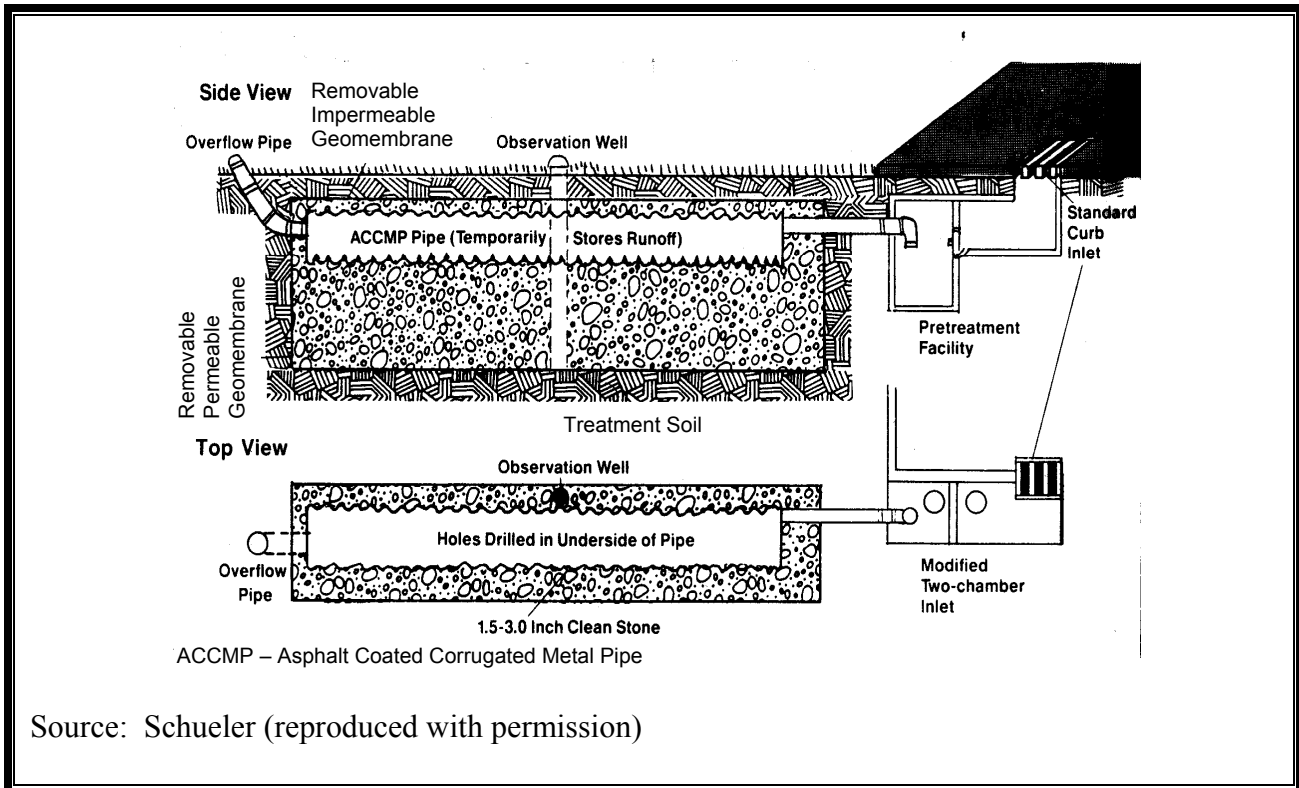 Side View
Removable
Impermeable
Geomembrane
Overflow Pipe
Observation Well
Standard
Curb
Inlet
ACCMP Pipe (Temporarily Stores Runoff)
Pretreatment
Facility
Removable
Permeable
Geomembrane
Treatment Soil
Top View
Observation Well
Holes Drilled in Underside of Pipe
Overflow
Pipe
Modified
Two-chamber
Inlet
1.5-3.0 Inch Clean Stone
ACCMP – Asphalt Coated Corrugated Metal Pipe
Source: Schueler (reproduced with permission)